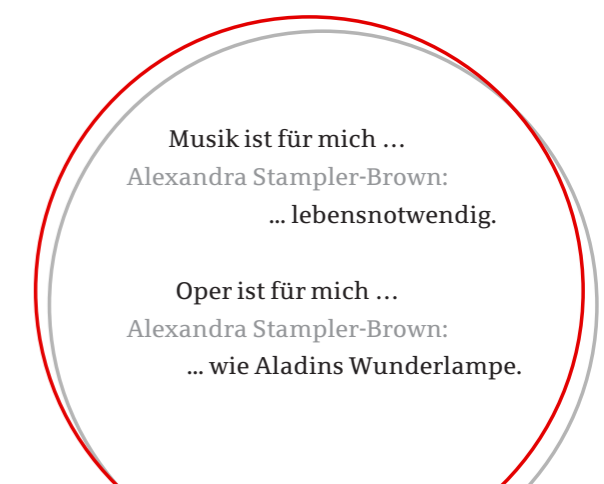 Musik ist für mich …
Alexandra Stampler-Brown:
... lebensnotwendig.
Oper ist für mich …
Alexandra Stampler-Brown:
... wie Aladins Wunderlampe.